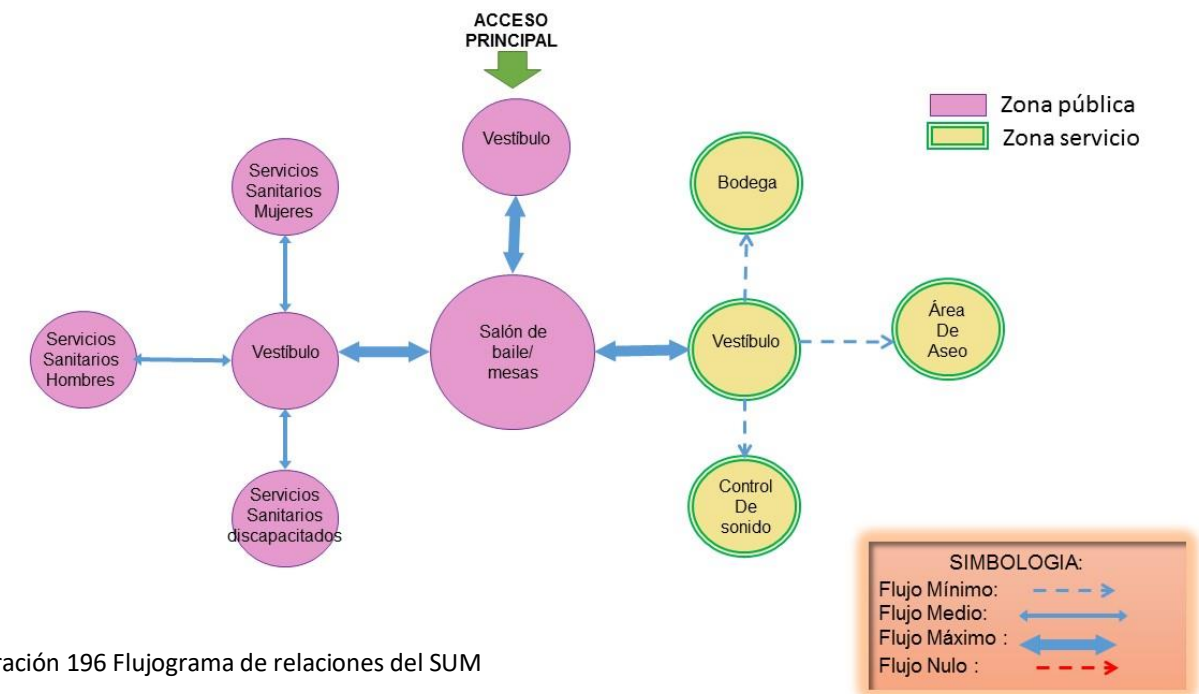 ACCESO
PRINCIPAL
Vestíbulo
Zona pública
Zona servicio
Servicios
Sanitarios
Mujeres
Bodega
Servicios
Sanitarios
Hombres
Vestíbulo
Salón de
baile/
mesas
Vestíbulo
Área
De
Aseo
Servicios
Sanitarios
discapacitados
Control
De
sonido
SIMBOLOGIA:
Flujo Mínimo:
Flujo Medio:
Flujo Máximo :
Flujo Nulo :
ración 196 Flujograma de relaciones del SUM